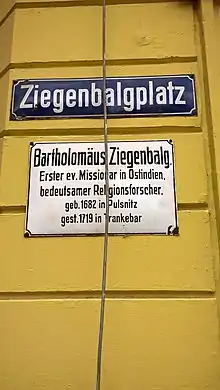 Ziegenbalgplatz
Bartholomäus Ziegenbalg.
Erster ev. Missionar in Ostindien,
bedeutsamer Religionsforscher,
geb. 1682 in Pulsnitz
gest. 1719 in Trankebar